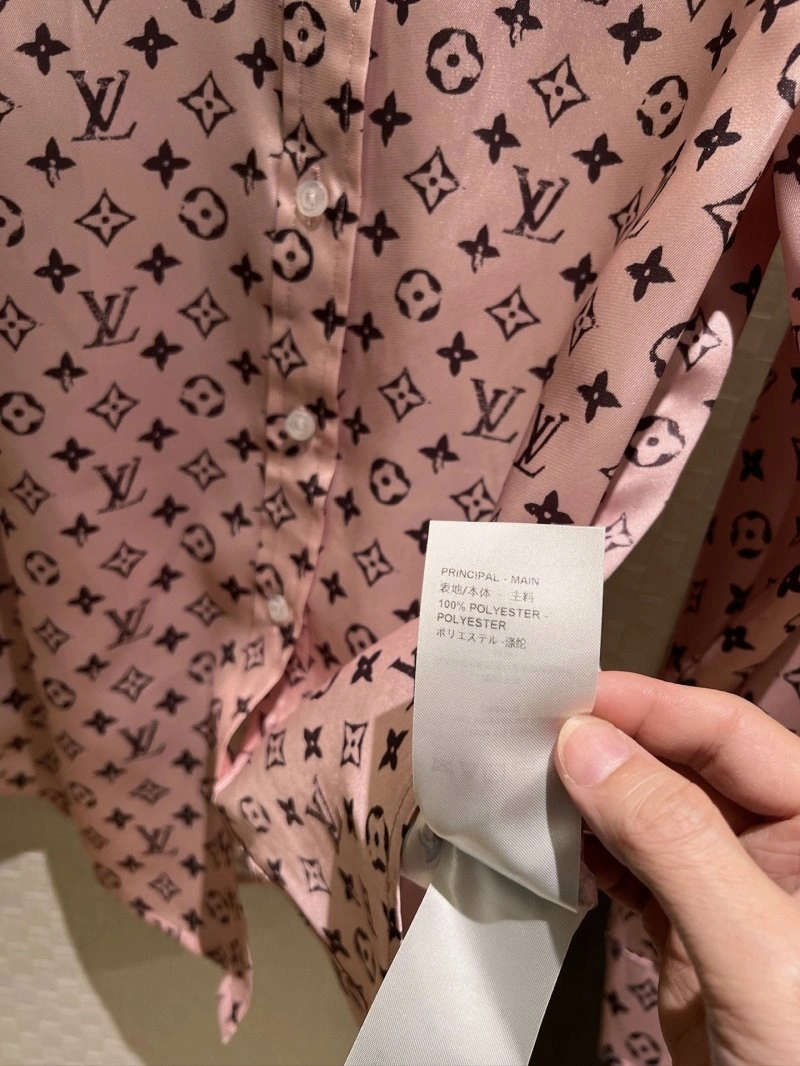 PRINCIPAL - MAIN
表地/本体 - 主料
100% POLYESTER -
POLYESTER
ポリエステル -涤纶